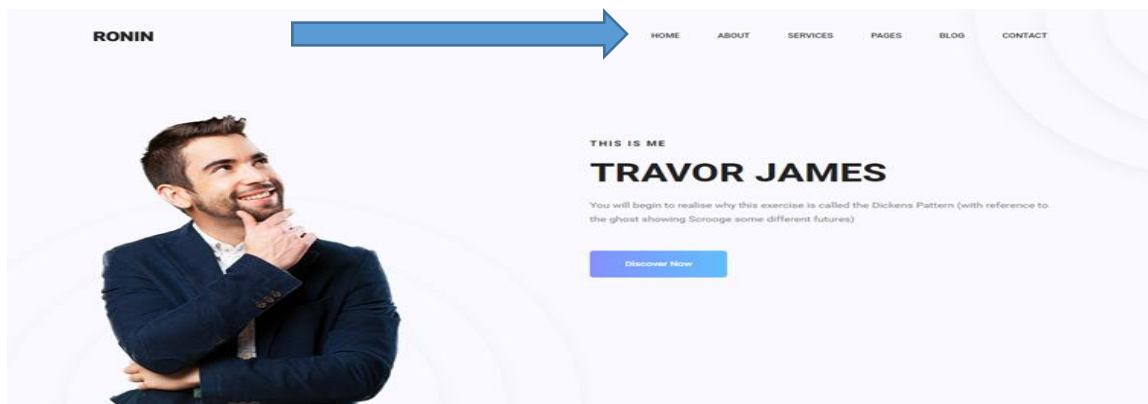 RONIN
HOME ABOUT SERVICES PAGES BLOG CONTACT
THIS IS ME
TRAVOR JAMES
You will begin to realise why this exercise is called the Dickens Pattern (with reference to
the ghost showing Scrooge some different futures)
Discover Now